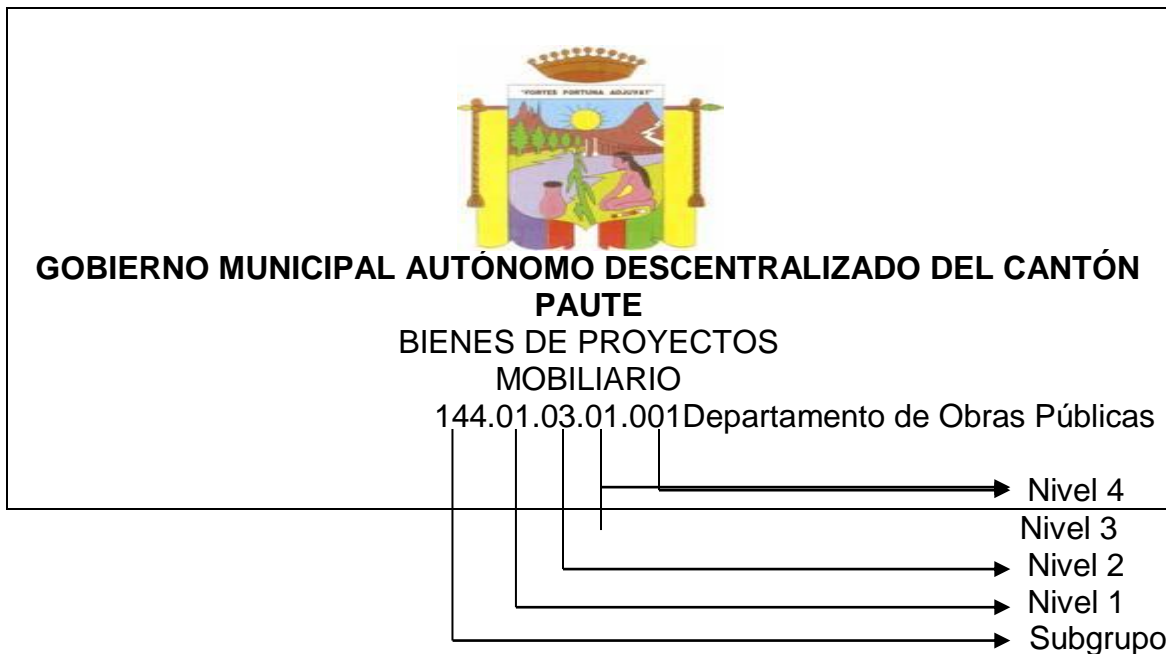 "FORTES FORTUNA ADJUVAT"
GOBIERNO MUNICIPAL AUTÓNOMO DESCENTRALIZADO DEL CANTÓN
PAUTE
BIENES DE PROYECTOS
MOBILIARIO
144.01.03.01.001Departamento de Obras Públicas
Nivel 4
Nivel 3
Nivel 2
Nivel 1
Subgrupo